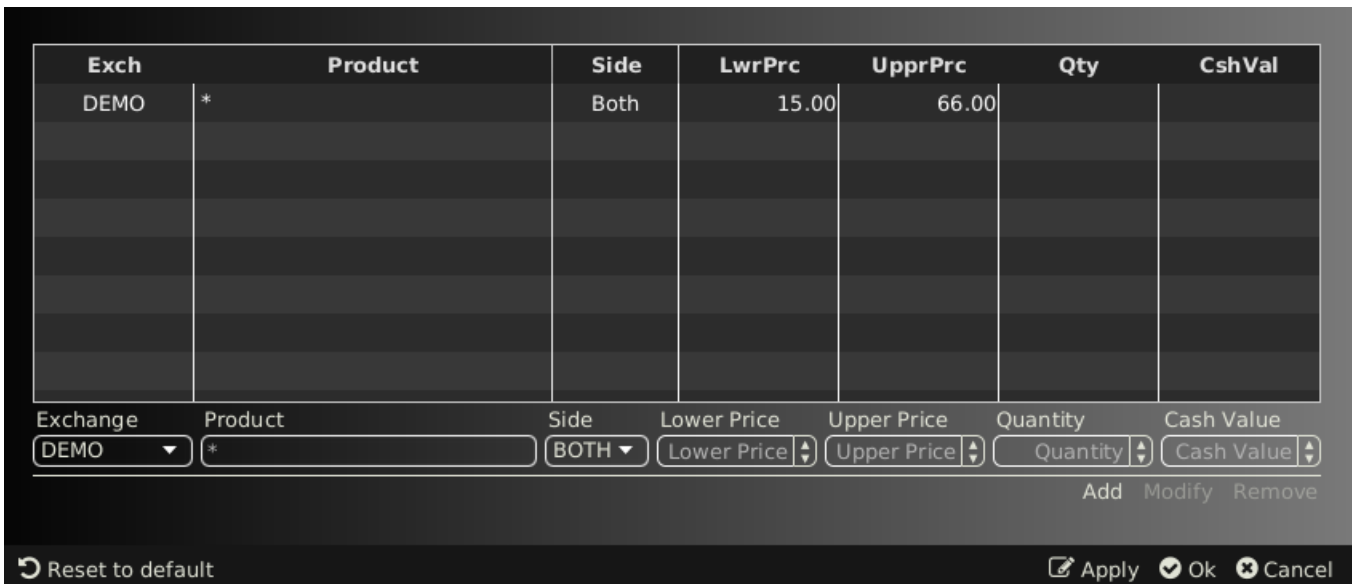 Exch Product Side LwrPrc UpprPrc Qty CshVal
DEMO * Both 15.00 66.00
Exchange Product Side Lower Price Upper Price Quantity Cash Value
DEMO * BOTH Lower Price Upper Price Quantity Cash Value
Add Modify Remove
Reset to default Apply Ok Cancel